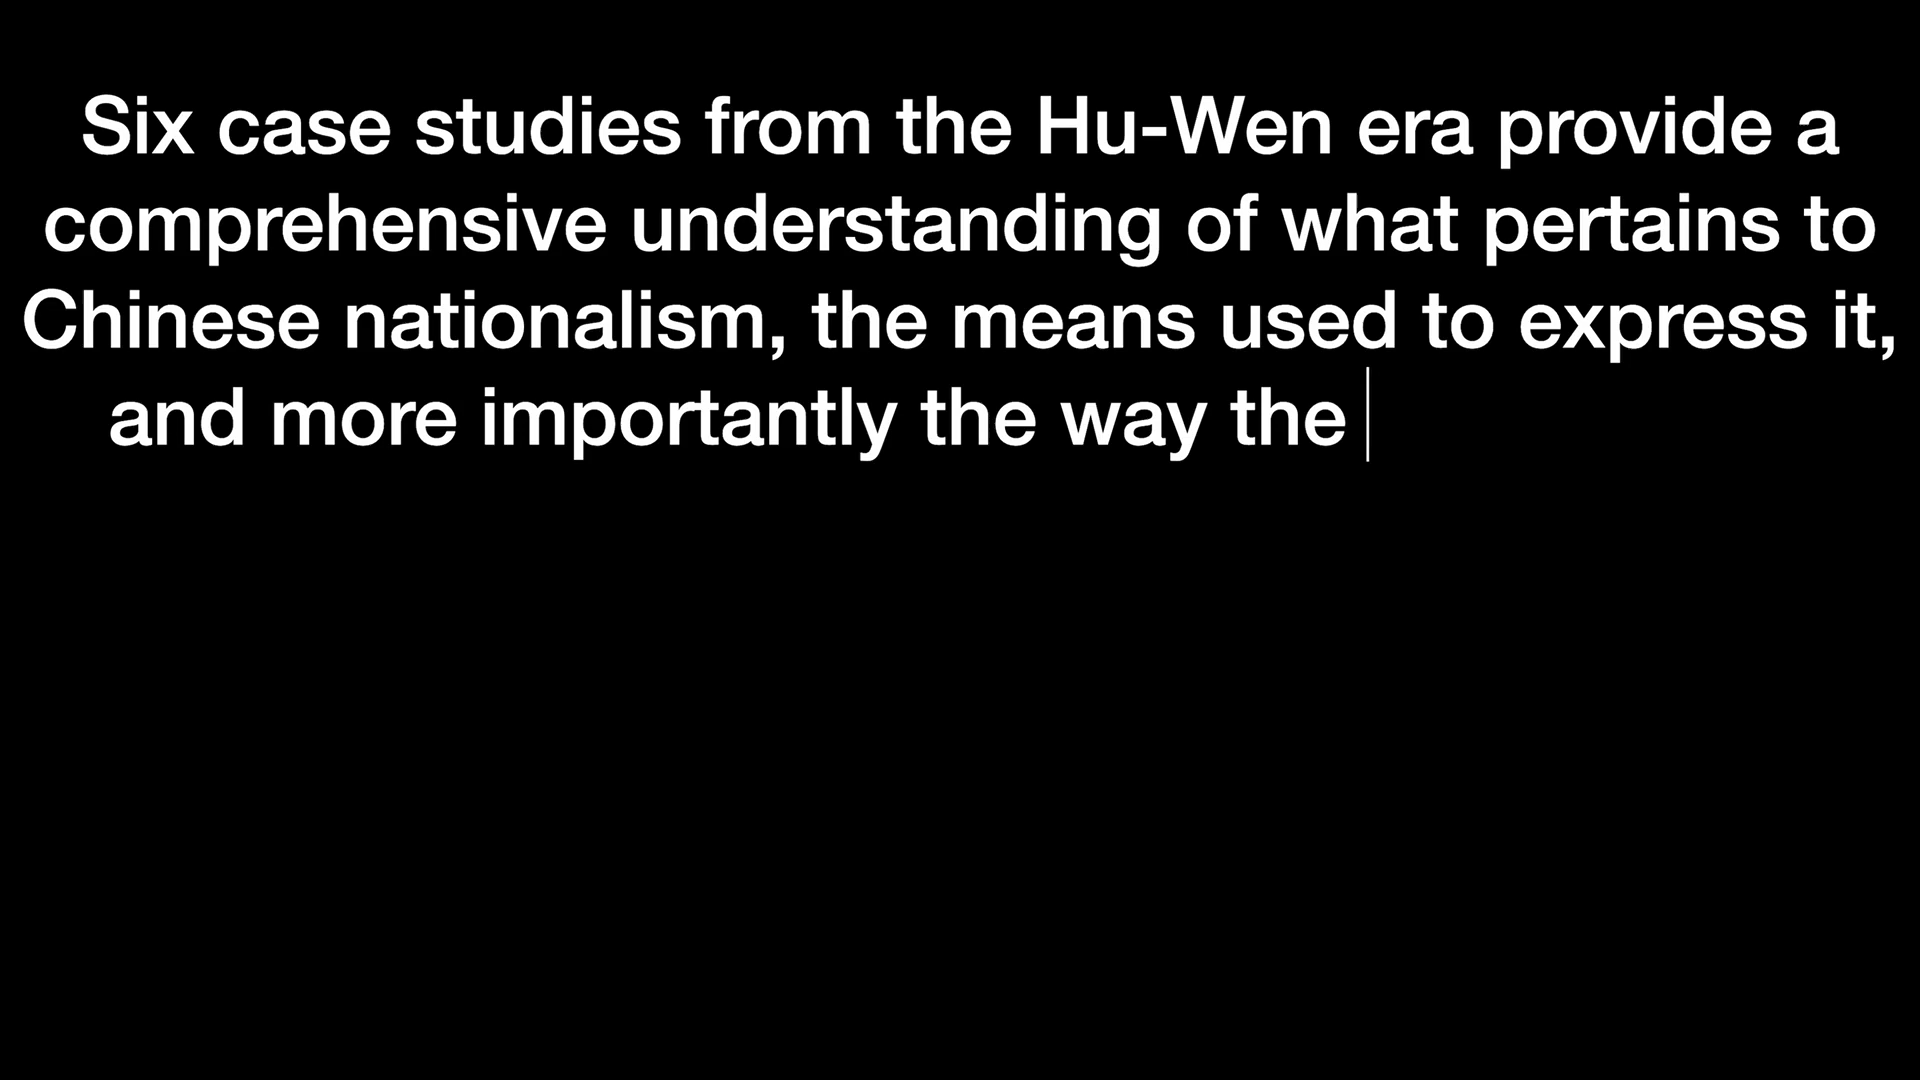 Six case studies from the Hu-Wen era provide a
comprehensive understanding of what pertains to
Chinese nationalism, the means used to express it,
and more importantly the way the